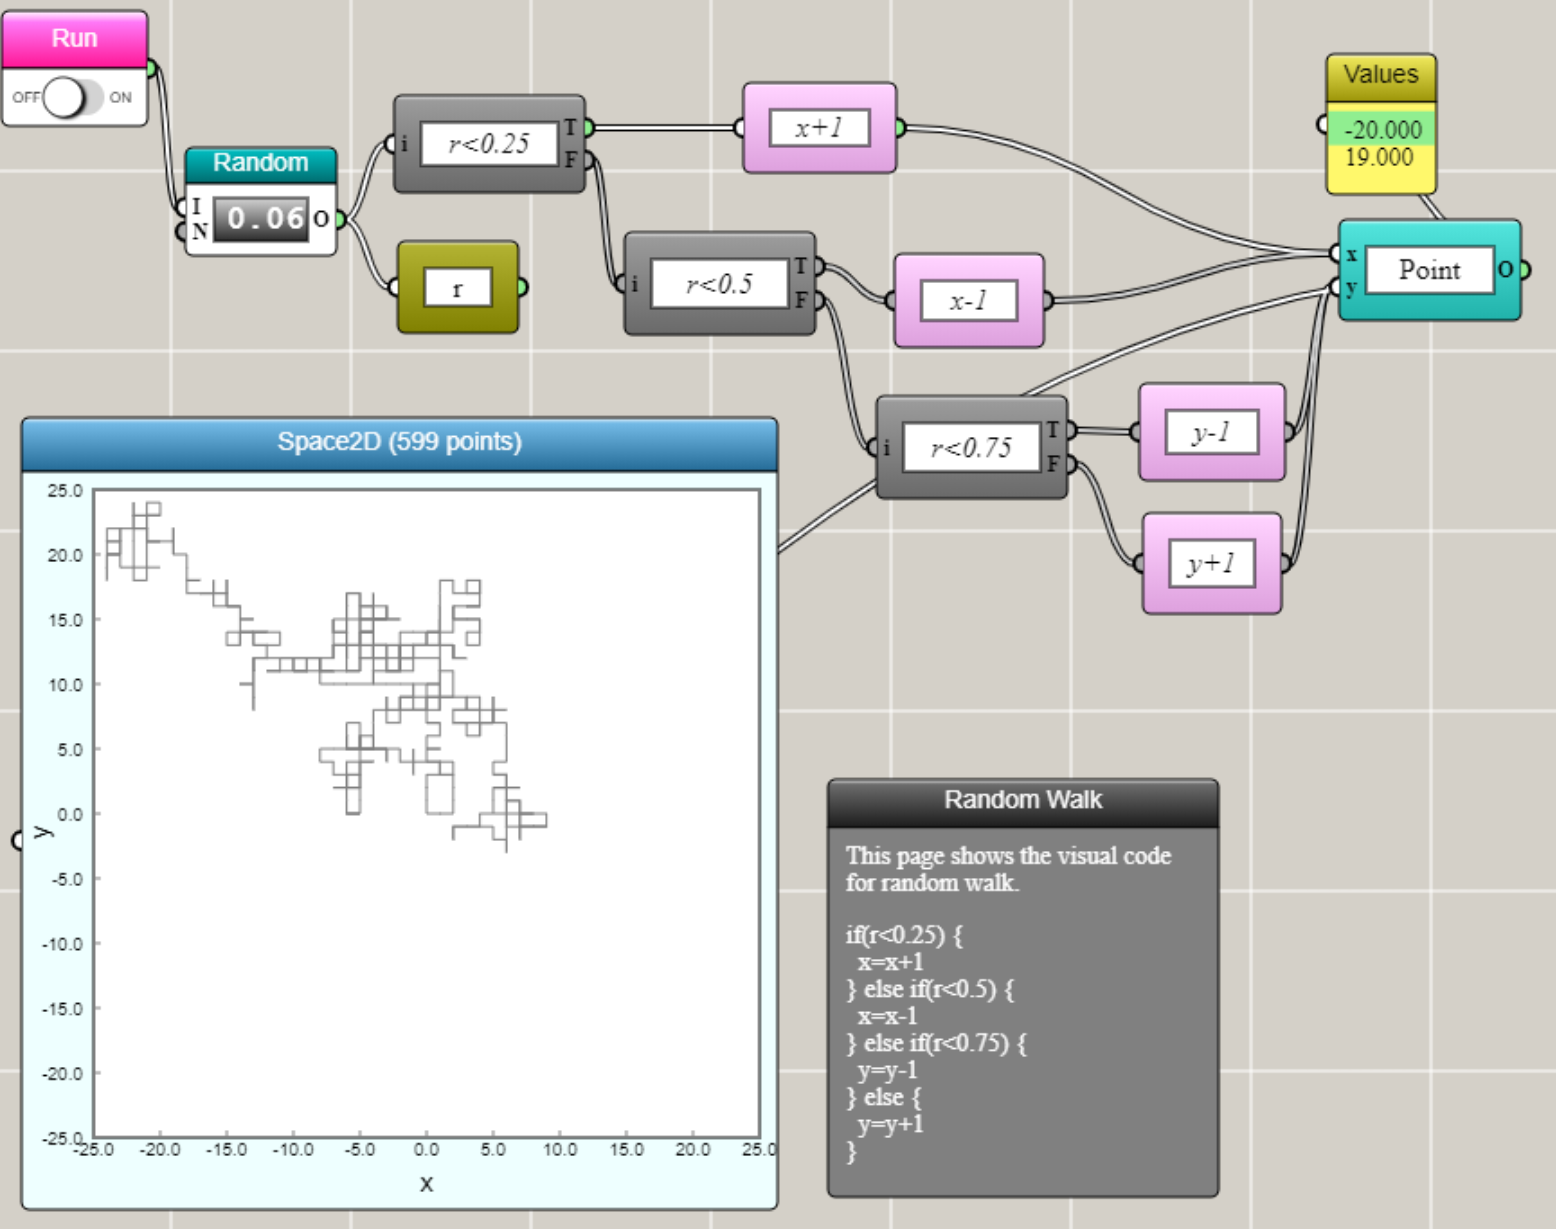 Run
OFF ON
Random
I
N
0.06 O
i r<0.25 T
F
r
x+1
i r<0.5 T
F
x-1
Values
-20.000
19.000
x
y
Point O
i r<0.75 T
F
y-1
y+1
Space2D (599 points)
25.0
20.0
15.0
10.0
5.0
0.0
-5.0
-10.0
-15.0
-20.0
-25.0
y
-25.0 -20.0 -15.0 -10.0 -5.0 0.0 5.0 10.0 15.0 20.0 25.0
x
Random Walk
This page shows the visual code
for random walk.
if(r<0.25) {
x=x+1
} else if(r<0.5) {
x=x-1
} else if(r<0.75) {
y=y-1
} else {
y=y+1
}